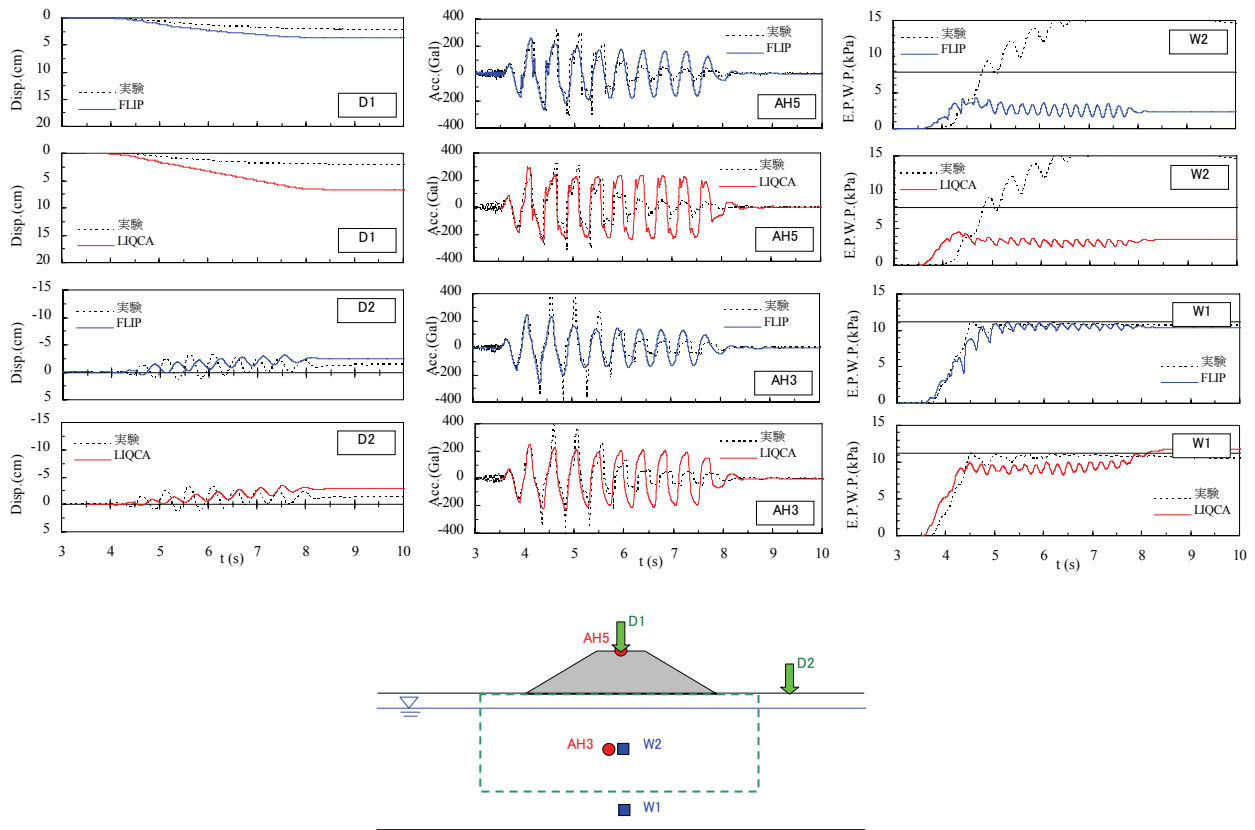 0
5
10
15
20
Disp.(cm)
実験
FLIP
D1
0
5
10
15
20
Disp.(cm)
実験
LIQCA
D1
-15
-10
-5
0
5
Disp.(cm)
実験
FLIP
D2
-15
-10
-5
0
5
Disp.(cm)
実験
LIQCA
D2
3 4 5 6 7 8 9 10
t (s)
400
200
0
-200
-400
Acc.(Gal)
実験
FLIP
AH5
400
200
0
-200
-400
Acc.(Gal)
実験
LIQCA
AH5
400
200
0
-200
-400
Acc.(Gal)
実験
FLIP
AH3
400
200
0
-200
-400
Acc.(Gal)
実験
LIQCA
AH3
3 4 5 6 7 8 9 10
t (s)
15
10
5
0
E.P.W.P.(kPa)
実験
FLIP
W2
15
10
5
0
E.P.W.P.(kPa)
実験
LIQCA
W2
15
10
5
0
E.P.W.P.(kPa)
W1
実験
FLIP
15
10
5
0
E.P.W.P.(kPa)
W1
実験
LIQCA
3 4 5 6 7 8 9 10
t (s)
D1
AH5
D2
AH3
W2
W1